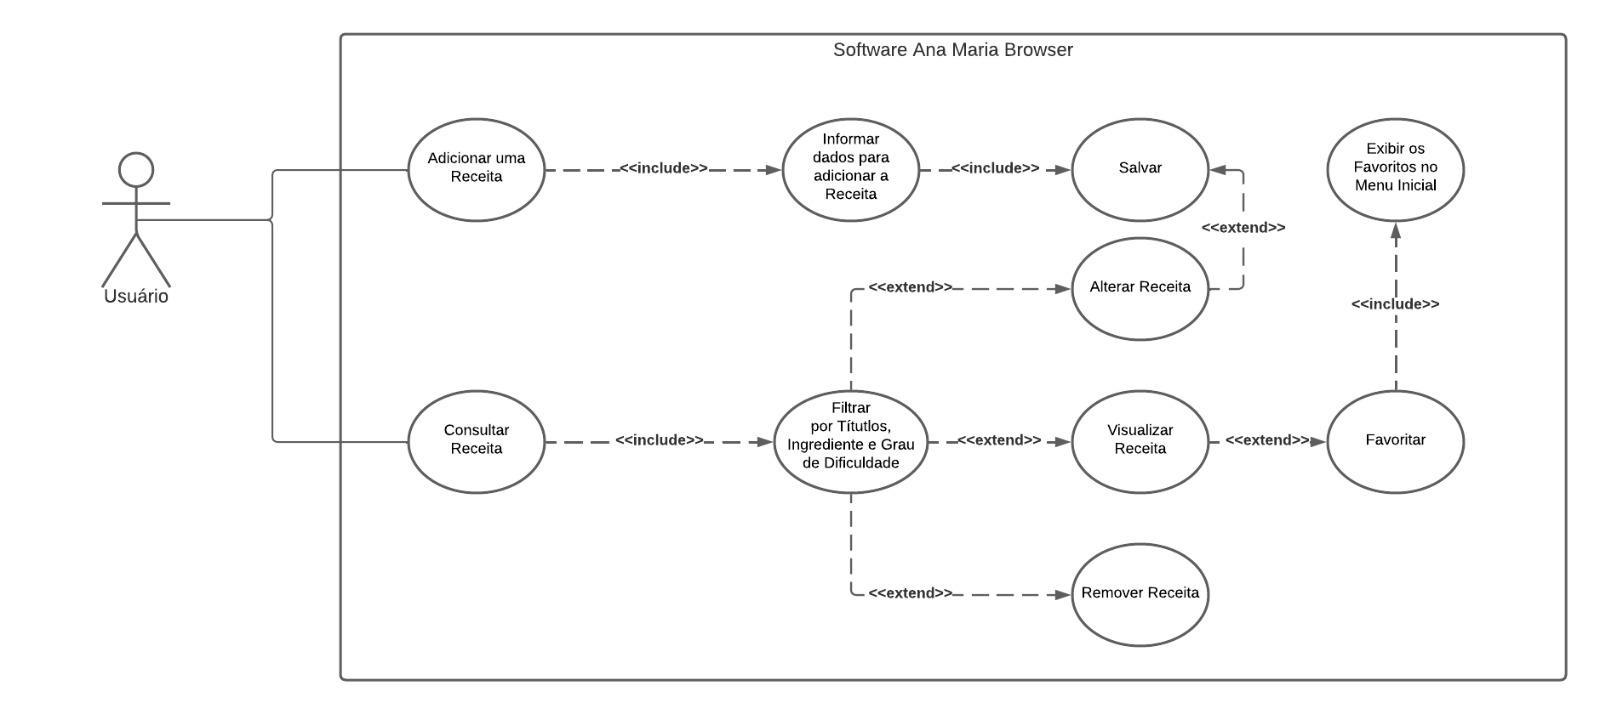 Software Ana Maria Browser
Usuário
Adicionar uma
Receita
<<include>>
Informar
dados para
adicionar a
Receita
<<include>>
Salvar
<<extend>>
Exibir os
Favoritos no
Menu Inicial
<<extend>>
Alterar Receita
<<include>>
Consultar
Receita
<<include>>
Filtrar
por Títutlos,
Ingrediente e Grau
de Dificuldade
<<extend>>
Visualizar
Receita
<<extend>>
Favoritar
<<extend>>
Remover Receita